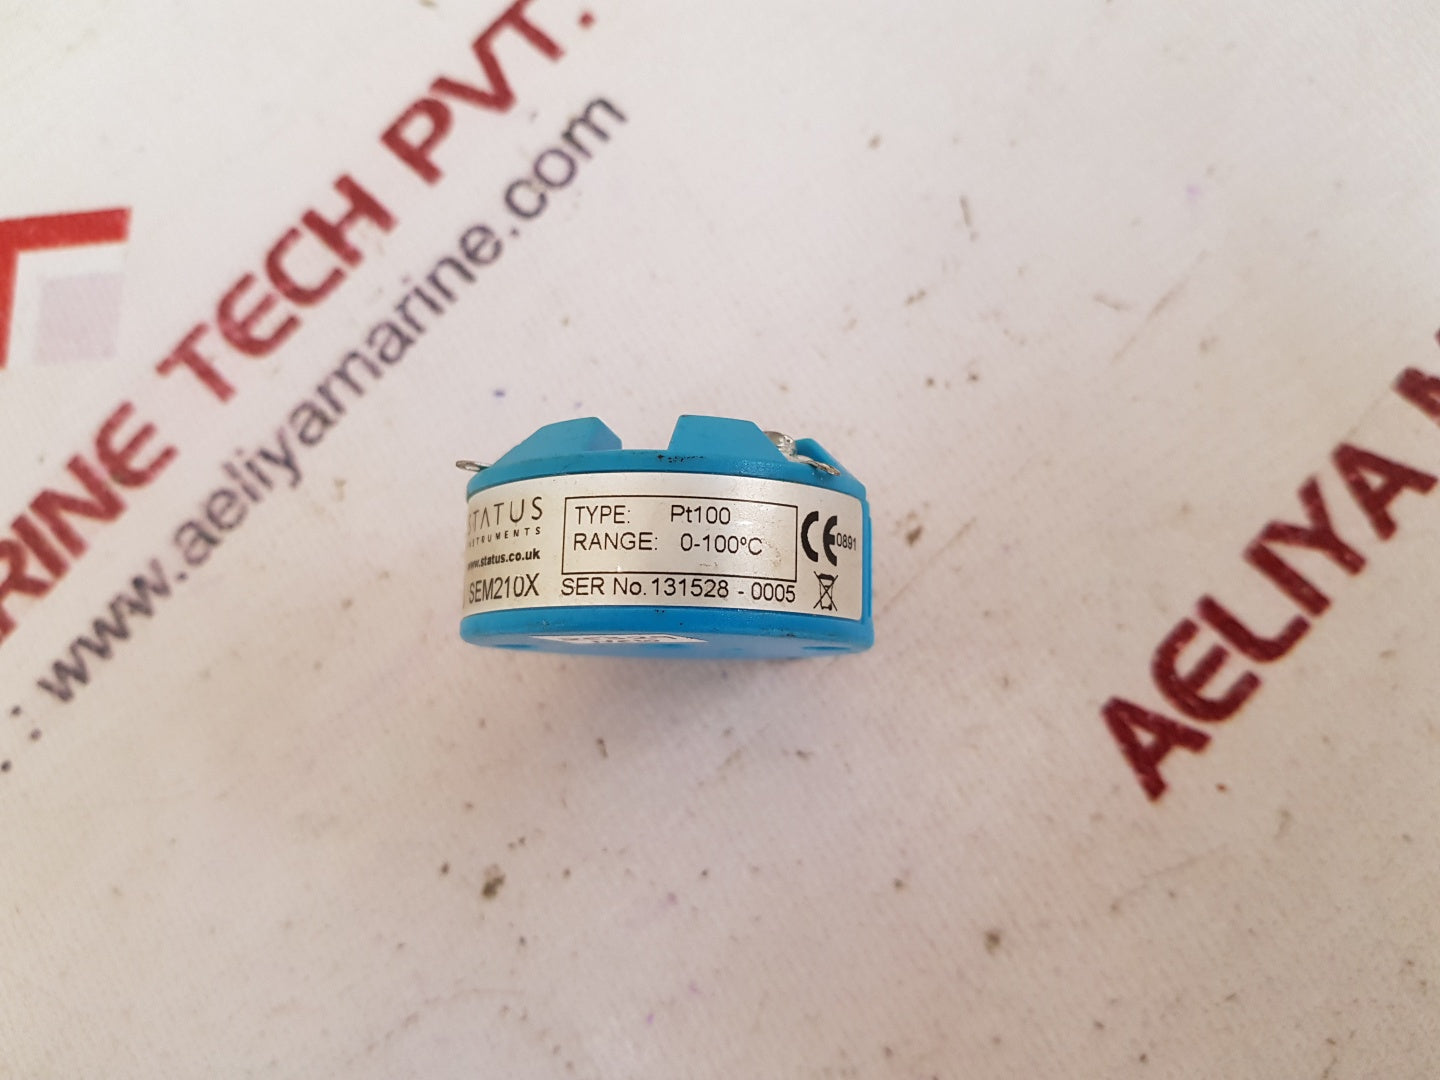 TECH PVT.
www.aeliyamarine.com
AELIYA
STATUS
INSTRUMENTS
www.status.co.uk
SEM210X
TYPE: Pt100
RANGE: 0-100ºC
SER No. 131528 - 0005
CE 0891